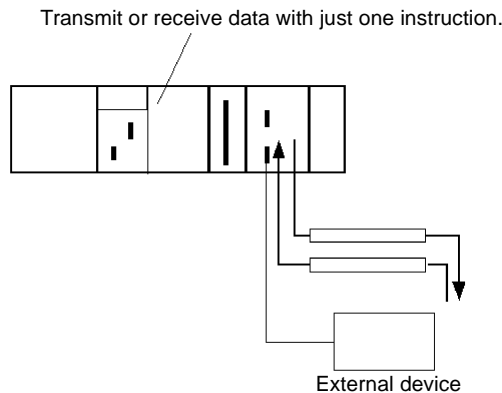 Transmit or receive data with just one instruction.
External device